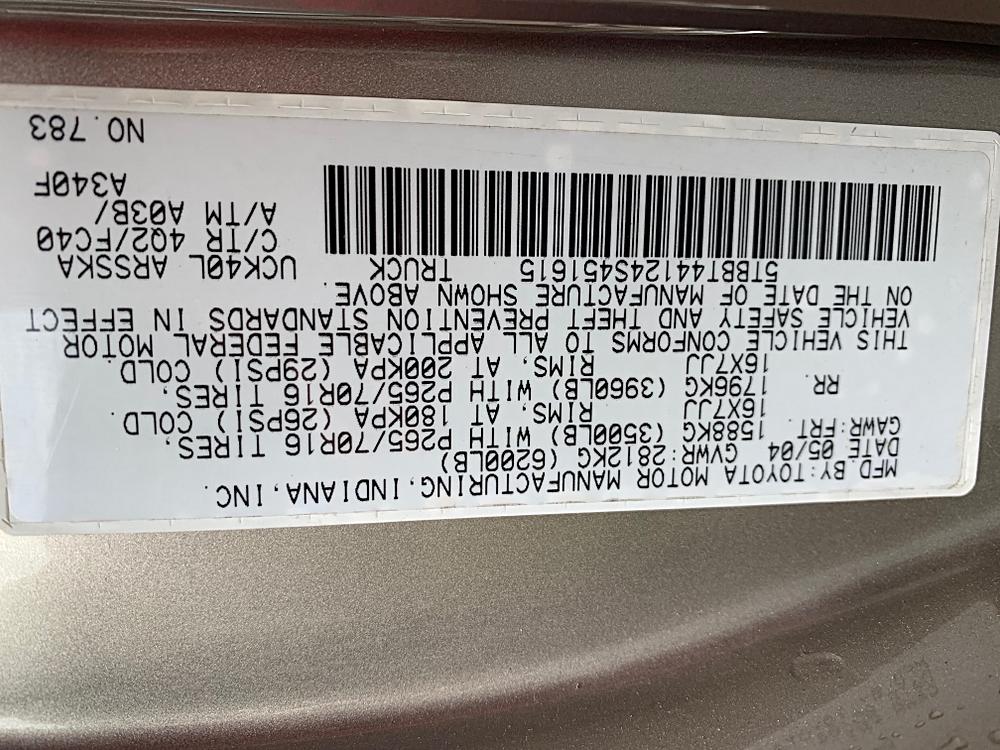 MFD.BY:TOYOTA MOTOR MANUFACTURING,INDIANA,INC.
DATE 05/04 GVWR:2812KG (6200LB)
GAWR:FRT. 1588KG (3500LB) WITH P265/70R16 TIRES,
16X7JJ RIMS, AT 180KPA (26PSI) COLD.
RR. 1796KG (3960LB) WITH P265/70R16 TIRES,
16X7JJ RIMS, AT 200KPA (29PSI) COLD.
THIS VEHICLE CONFORMS TO ALL APPLICABLE FEDERAL MOTOR
VEHICLE SAFETY AND THEFT PREVENTION STANDARDS IN EFFECT
ON THE DATE OF MANUFACTURE SHOWN ABOVE.
5TBBT44124S451615 TRUCK UCK40L ARSSKA
C/TR 4Q2/FC40
A/TM A03B/
A340F
NO.783